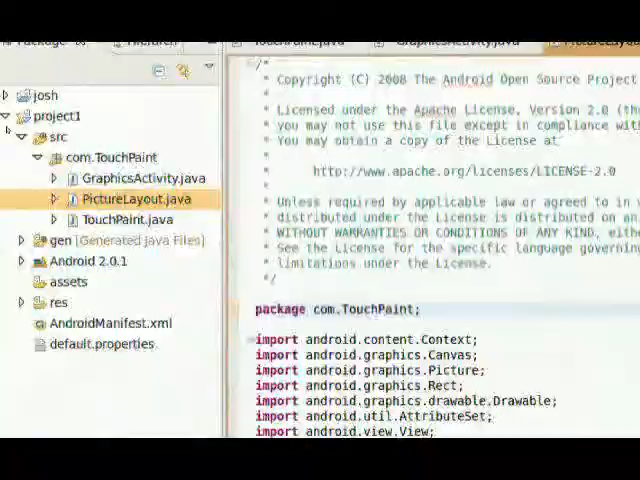 josh
project1
src
com.TouchPaint
GraphicsActivity.java
PictureLayout.java
TouchPaint.java
gen [Generated Java Files]
Android 2.0.1
assets
res
AndroidManifest.xml
default.properties
/*
* Copyright (C) 2008 The Android Open Source Project
*
* Licensed under the Apache License, Version 2.0 (the
* you may not use this file except in compliance with
* You may obtain a copy of the License at
*
* http://www.apache.org/licenses/LICENSE-2.0
*
* Unless required by applicable law or agreed to in w
* distributed under the License is distributed on an
* WITHOUT WARRANTIES OR CONDITIONS OF ANY KIND, eithe
* See the License for the specific language governing
* limitations under the License.
*/
package com.TouchPaint;
import android.content.Context;
import android.graphics.Canvas;
import android.graphics.Picture;
import android.graphics.Rect;
import android.graphics.drawable.Drawable;
import android.util.AttributeSet;
import android.view.View;